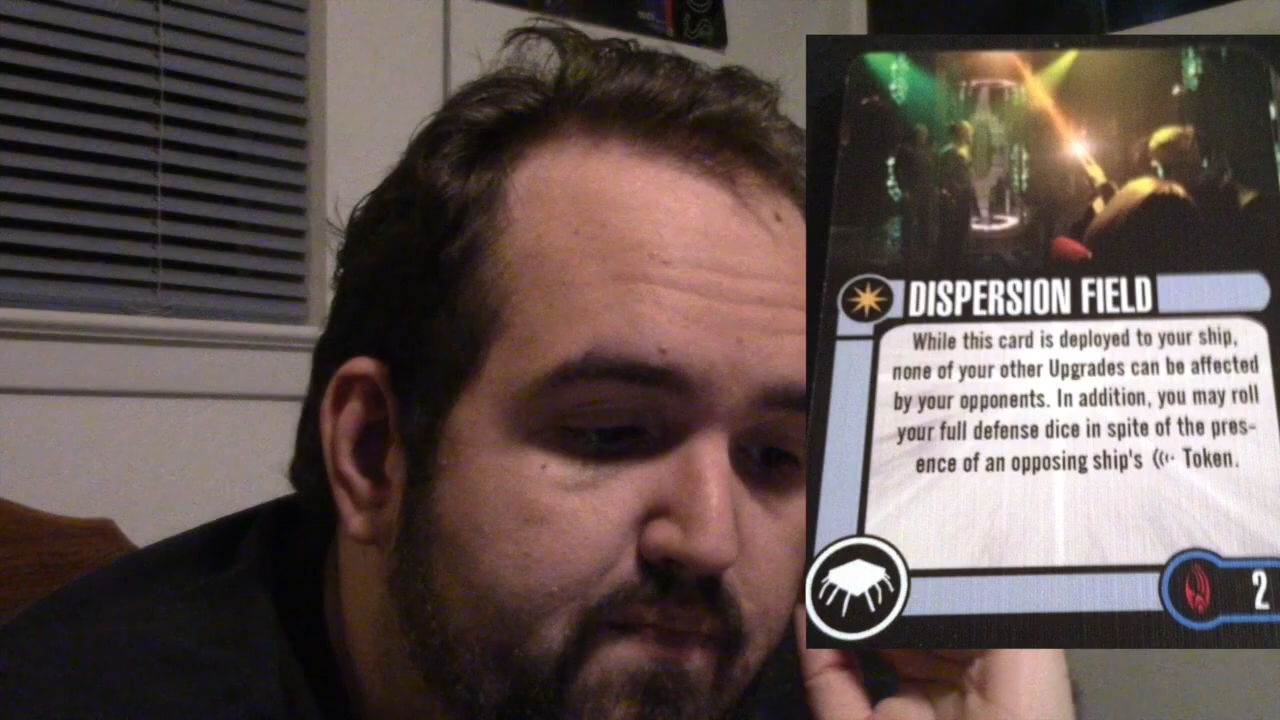 DISPERSION FIELD
While this card is deployed to your ship,
none of your other Upgrades can be affected
by your opponents. In addition, you may roll
your full defense dice in spite of the pres-
ence of an opposing ship's Token.
2